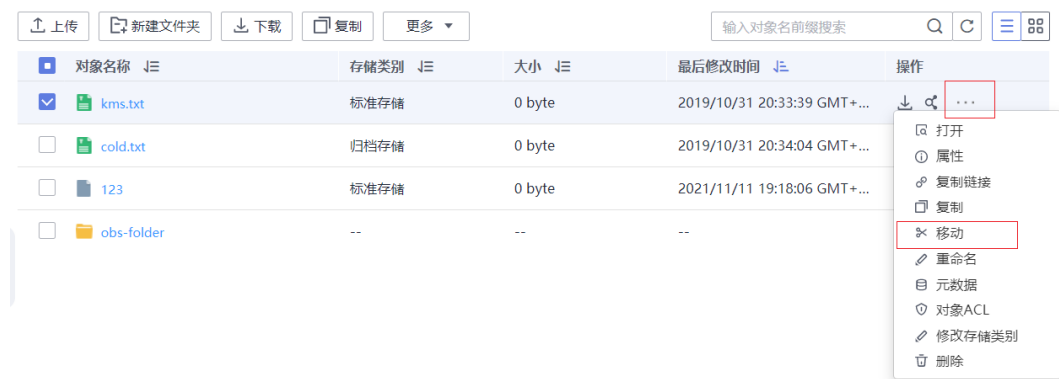 上传 新建文件夹 下载 复制 更多 输入对象名前缀搜索
对象名称 存储类别 大小 最后修改时间 操作
kms.txt 标准存储 0 byte 2019/10/31 20:33:39 GMT+... ...
cold.txt 归档存储 0 byte 2019/10/31 20:34:04 GMT+...
123 标准存储 0 byte 2021/11/11 19:18:06 GMT+...
obs-folder -- -- --
打开
属性
复制链接
复制
移动
重命名
元数据
对象ACL
修改存储类别
删除